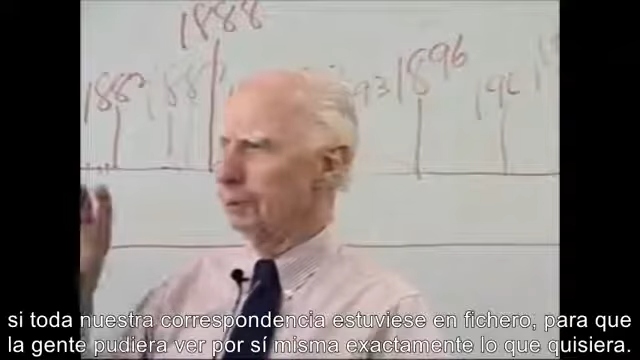 1888
1882
1896
si toda nuestra correspondencia estuviese en fichero, para que
la gente pudiera ver por sí misma exactamente lo que quisiera.